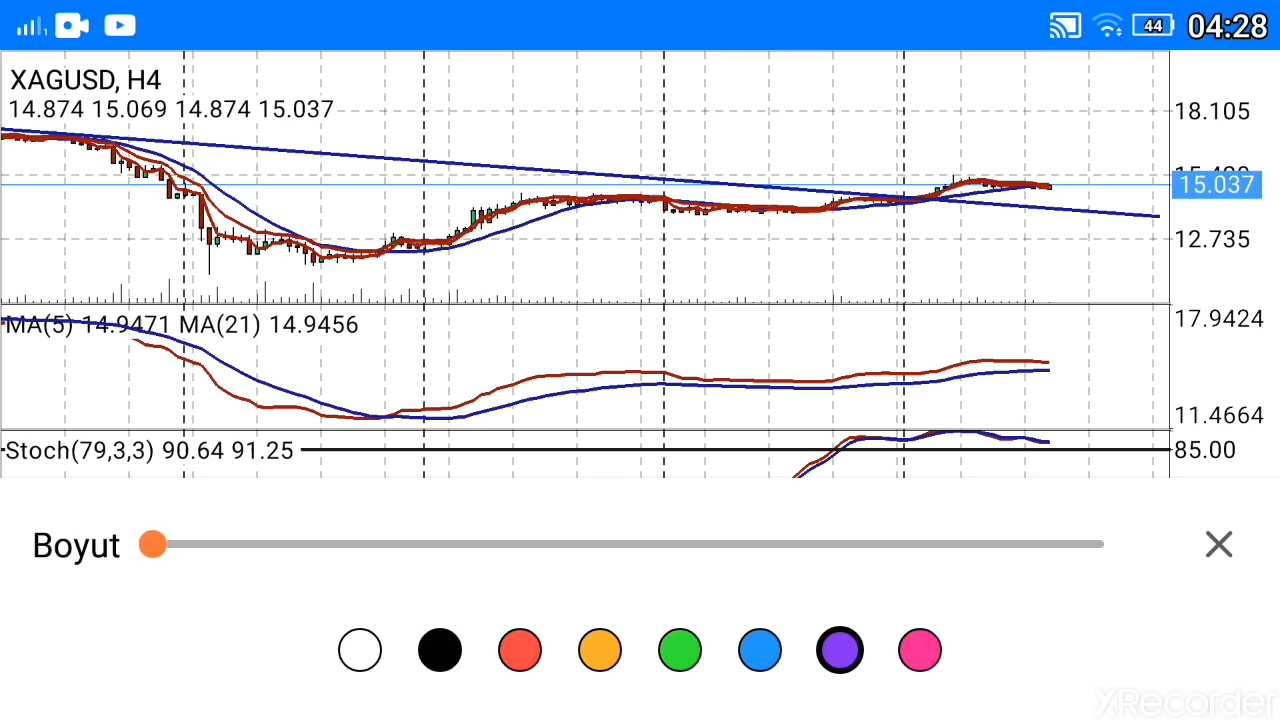 44 04:28
XAGUSD, H4
14.874 15.069 14.874 15.037
18.105
15.037
12.735
MA(5) 14.9471 MA(21) 14.9456
17.9424
11.4664
Stoch(79,3,3) 90.64 91.25
85.00
Boyut
XRecorder